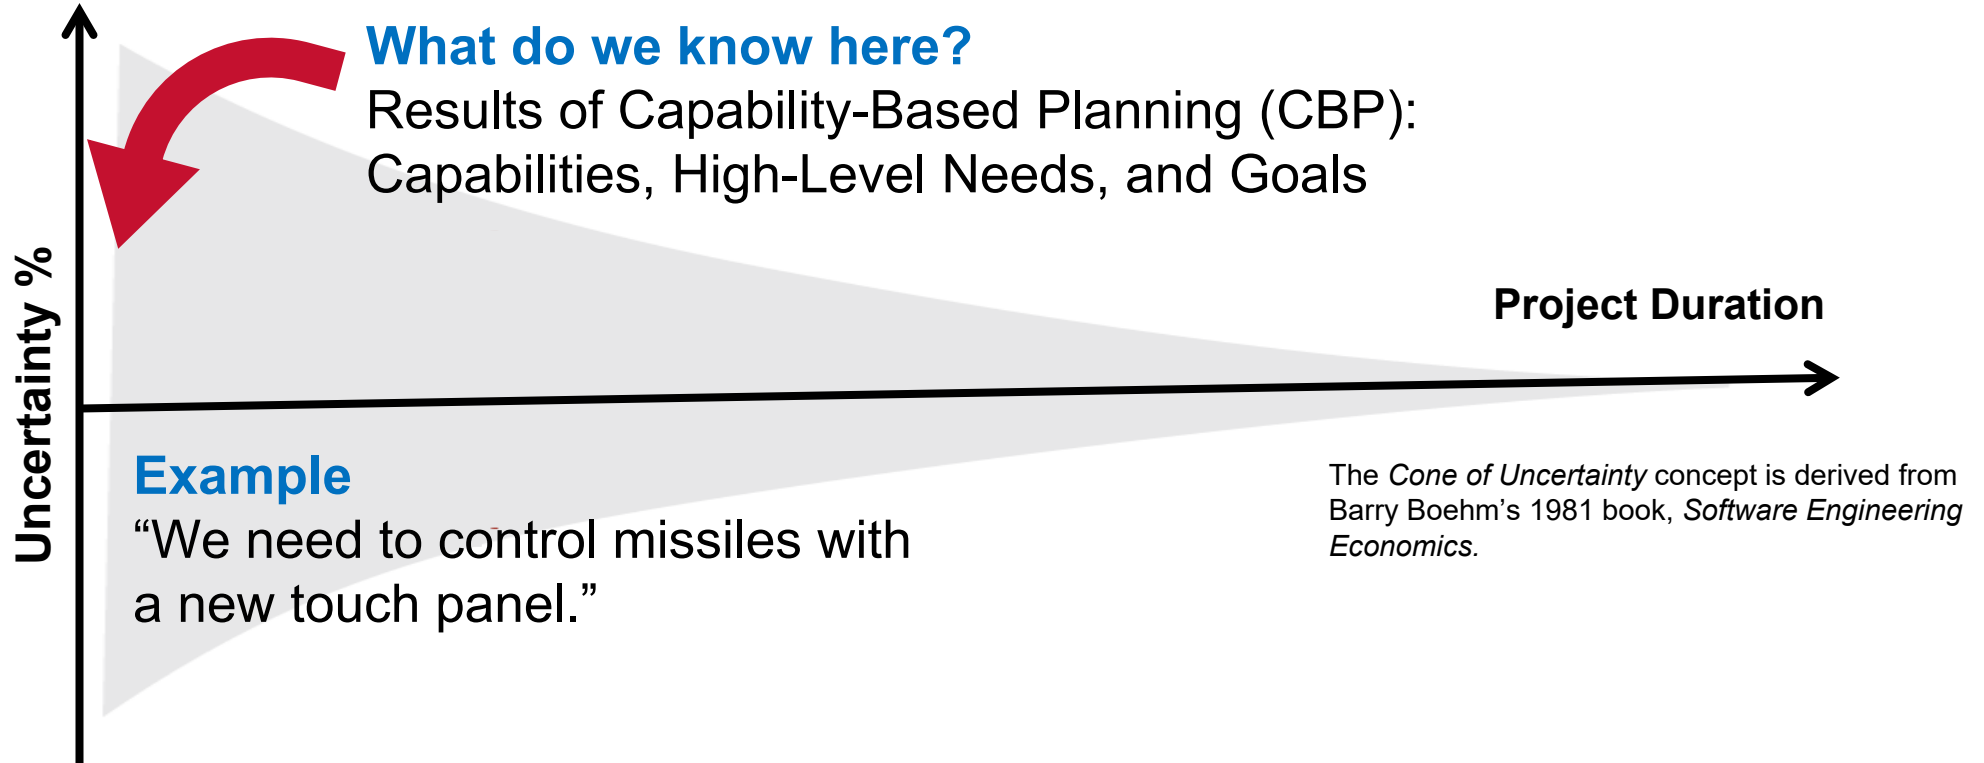 What do we know here?
Results of Capability-Based Planning (CBP):
Capabilities, High-Level Needs, and Goals
Uncertainty %
Project Duration
Example
“We need to control missiles with
a new touch panel.”
The Cone of Uncertainty concept is derived from
Barry Boehm’s 1981 book, Software Engineering
Economics.